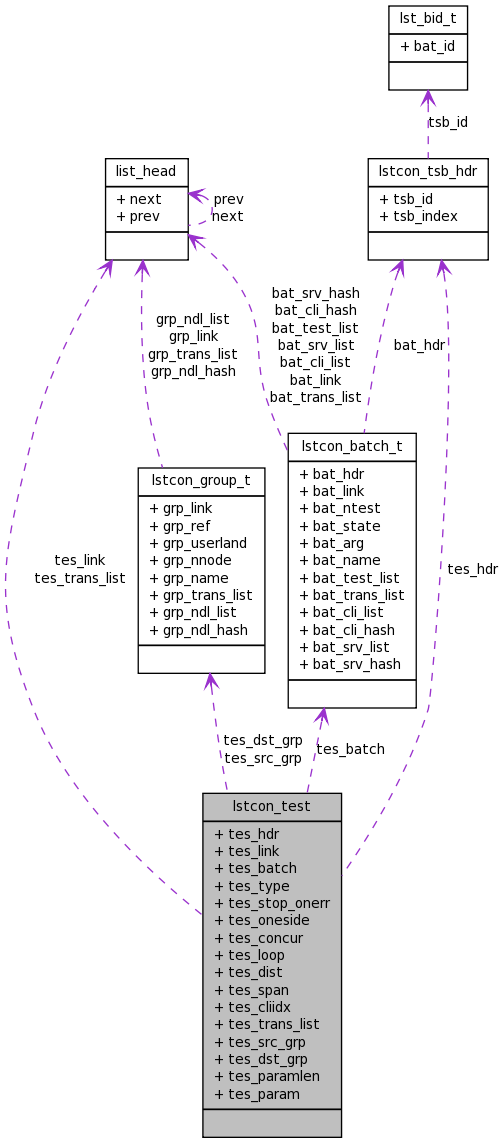 lst_bid_t
+ bat_id
tsb_id
list_head
+ next
+ prev
prev
next
lstcon_tsb_hdr
+ tsb_id
+ tsb_index
grp_ndl_list
grp_link
grp_trans_list
grp_ndl_hash
bat_srv_hash
bat_cli_hash
bat_test_list
bat_srv_list
bat_cli_list
bat_link
bat_trans_list
bat_hdr
lstcon_group_t
+ grp_link
+ grp_ref
+ grp_userland
+ grp_nnode
+ grp_name
+ grp_trans_list
+ grp_ndl_list
+ grp_ndl_hash
lstcon_batch_t
+ bat_hdr
+ bat_link
+ bat_ntest
+ bat_state
+ bat_arg
+ bat_name
+ bat_test_list
+ bat_trans_list
+ bat_cli_list
+ bat_cli_hash
+ bat_srv_list
+ bat_srv_hash
tes_link
tes_trans_list
tes_hdr
tes_dst_grp
tes_src_grp
tes_batch
lstcon_test
+ tes_hdr
+ tes_link
+ tes_batch
+ tes_type
+ tes_stop_onerr
+ tes_oneside
+ tes_concur
+ tes_loop
+ tes_dist
+ tes_span
+ tes_cliidx
+ tes_trans_list
+ tes_src_grp
+ tes_dst_grp
+ tes_paramlen
+ tes_param